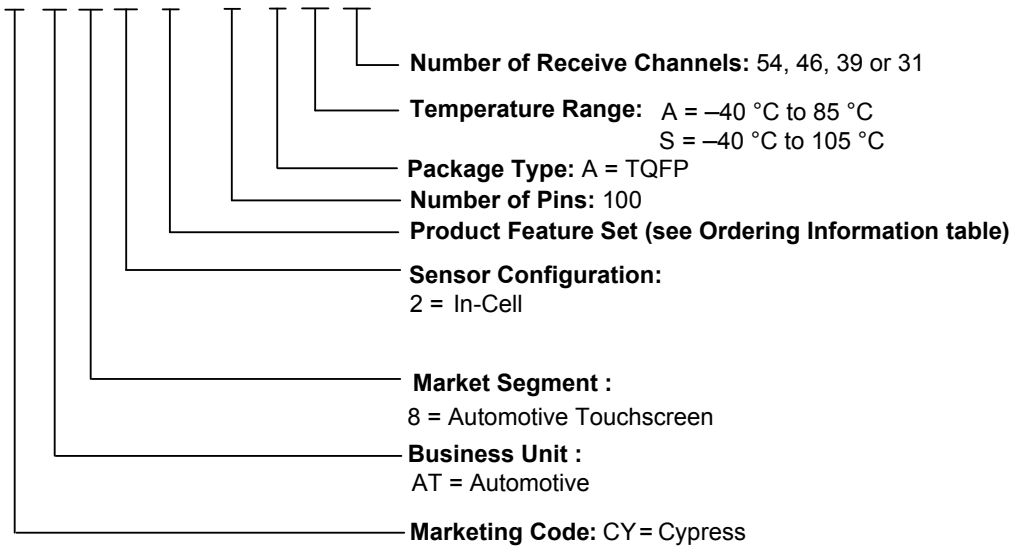 Number of Receive Channels: 54, 46, 39 or 31
Temperature Range: A = –40 °C to 85 °C
S = –40 °C to 105 °C
Package Type: A = TQFP
Number of Pins: 100
Product Feature Set (see Ordering Information table)
Sensor Configuration:
2 = In-Cell
Market Segment :
8 = Automotive Touchscreen
Business Unit :
AT = Automotive
Marketing Code: CY = Cypress